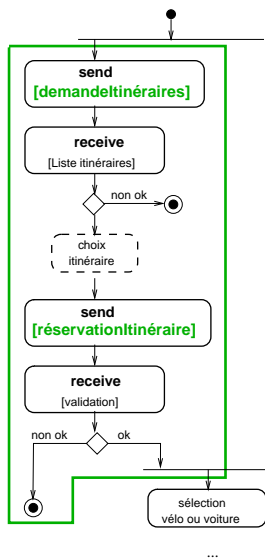 send
[demandeItinéraires]
receive
[Liste itinéraires]
non ok
choix
itinéraire
send
[réservationItinéraire]
receive
[validation]
non ok
ok
sélection
vélo ou voiture
...